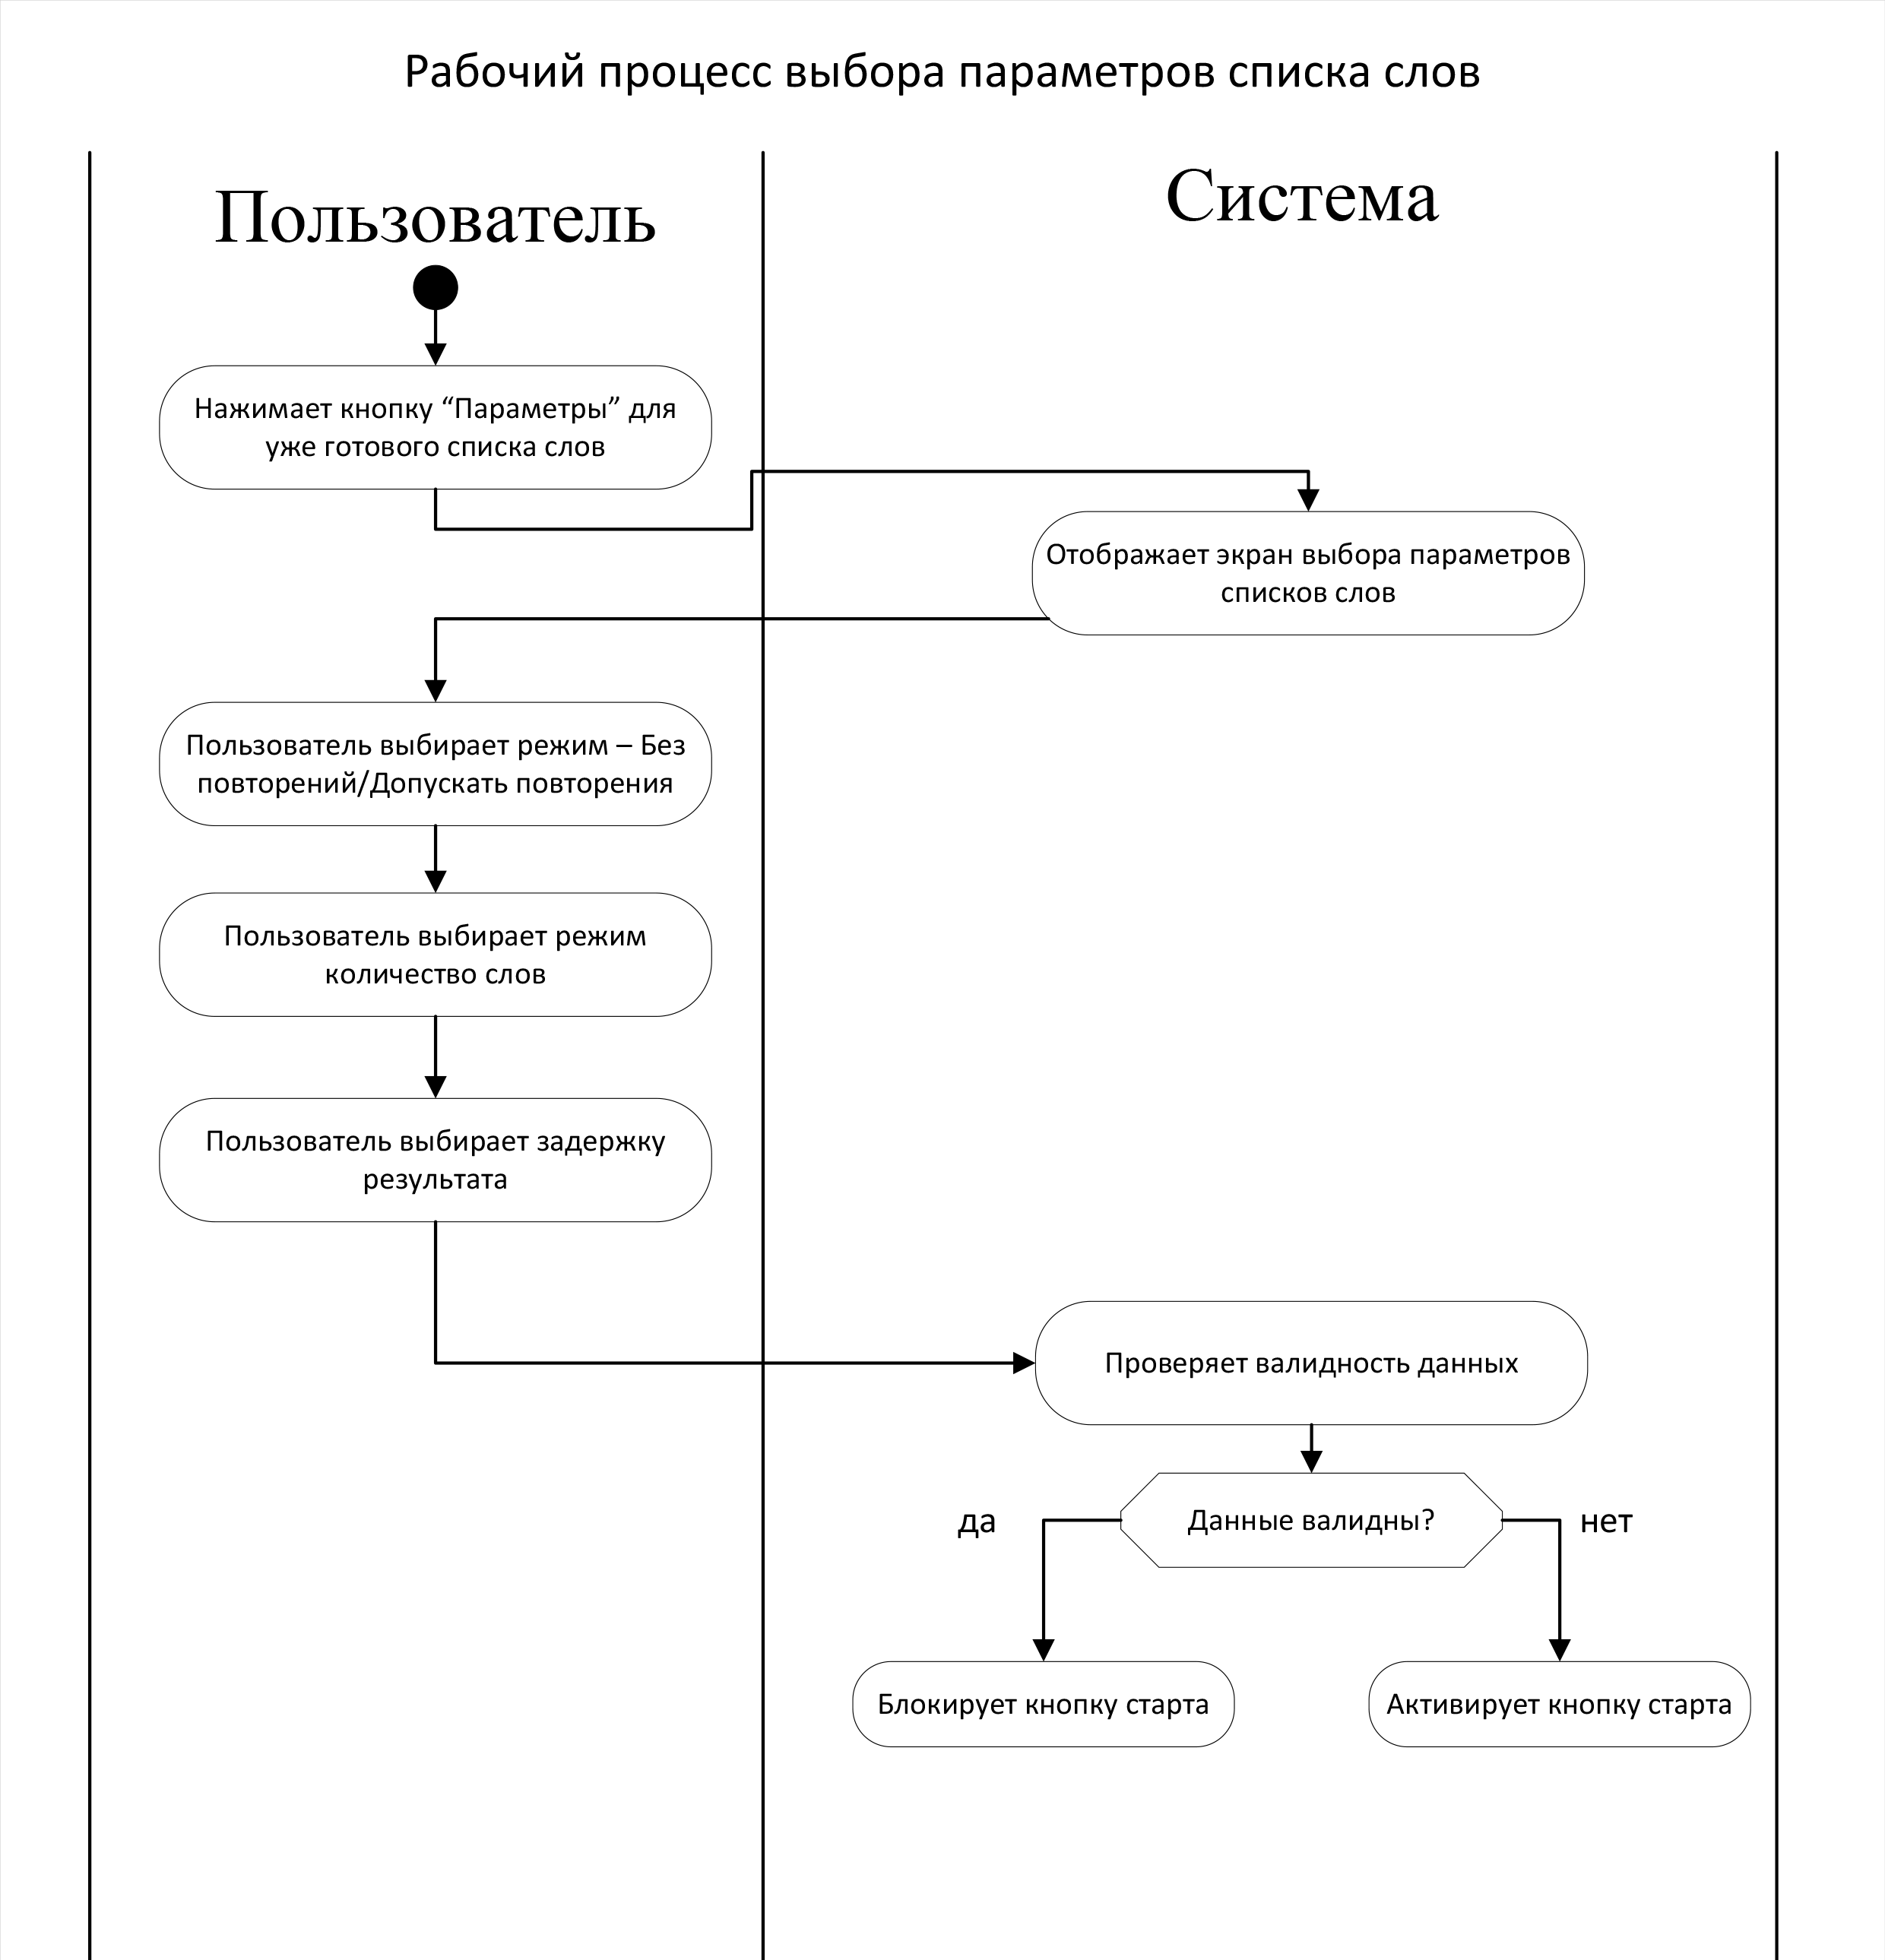 Рабочий процесс выбора параметров списка слов
Пользователь
Система
Нажимает кнопку “Параметры” для
уже готового списка слов
Отображает экран выбора параметров
списков слов
Пользователь выбирает режим – Без
повторений/Допускать повторения
Пользователь выбирает режим
количество слов
Пользователь выбирает задержку
результата
Проверяет валидность данных
Данные валидны?
да
нет
Блокирует кнопку старта
Активирует кнопку старта